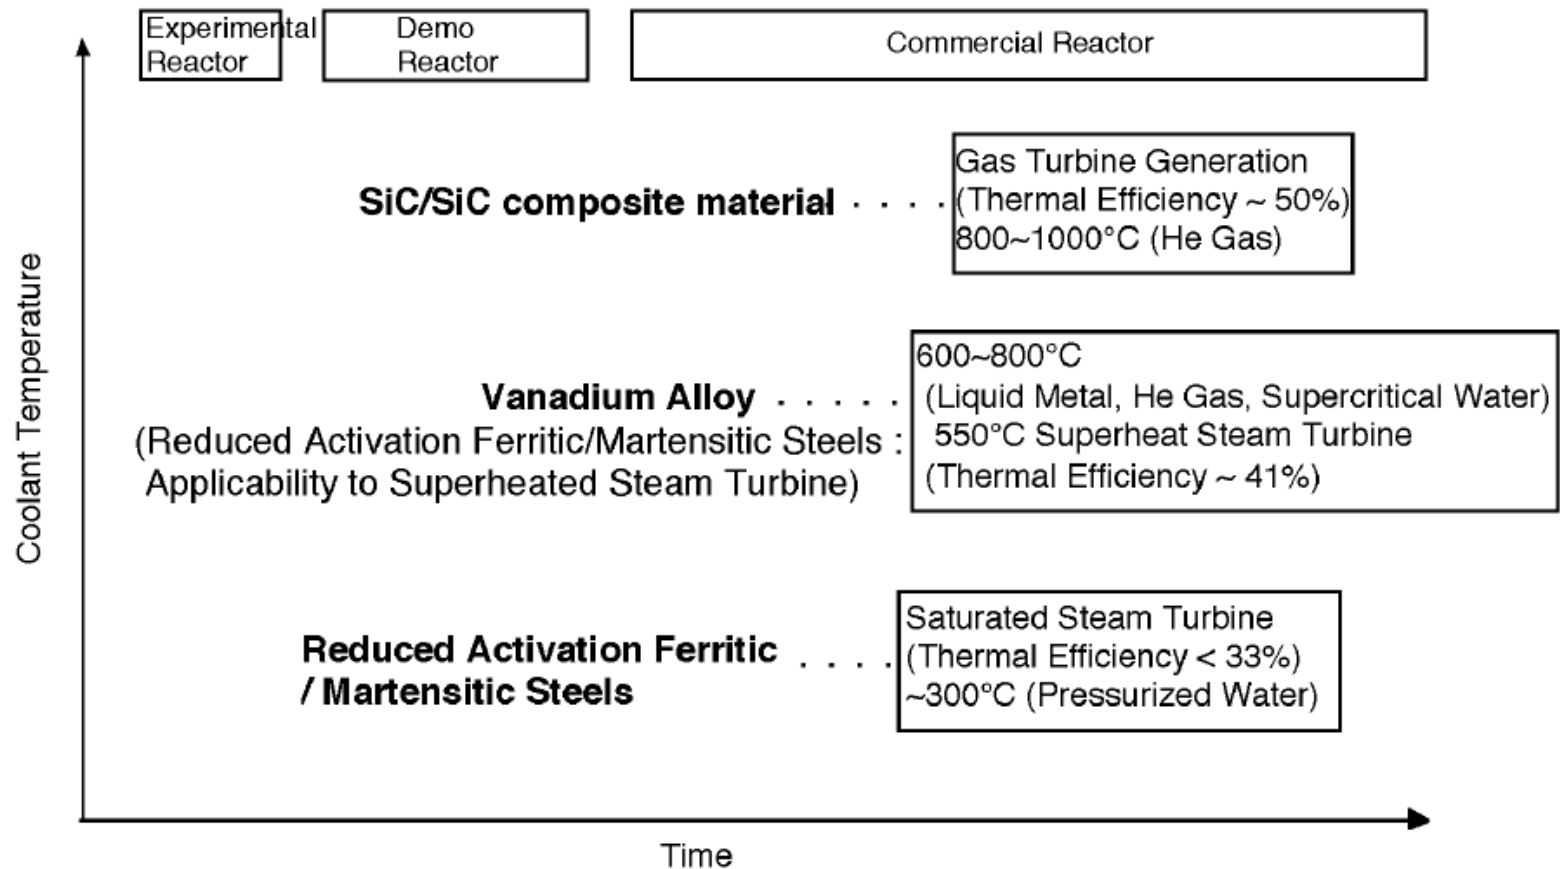 Experimental
Reactor
Demo
Reactor
Commercial Reactor
Coolant Temperature
SiC/SiC composite material . . . .
Gas Turbine Generation
(Thermal Efficiency ~ 50%)
800~1000°C (He Gas)
Vanadium Alloy . . . . .
(Reduced Activation Ferritic/Martensitic Steels :
Applicability to Superheated Steam Turbine)
600~800°C
(Liquid Metal, He Gas, Supercritical Water)
550°C Superheat Steam Turbine
(Thermal Efficiency ~ 41%)
Reduced Activation Ferritic . . . .
/ Martensitic Steels
Saturated Steam Turbine
(Thermal Efficiency < 33%)
~300°C (Pressurized Water)
Time